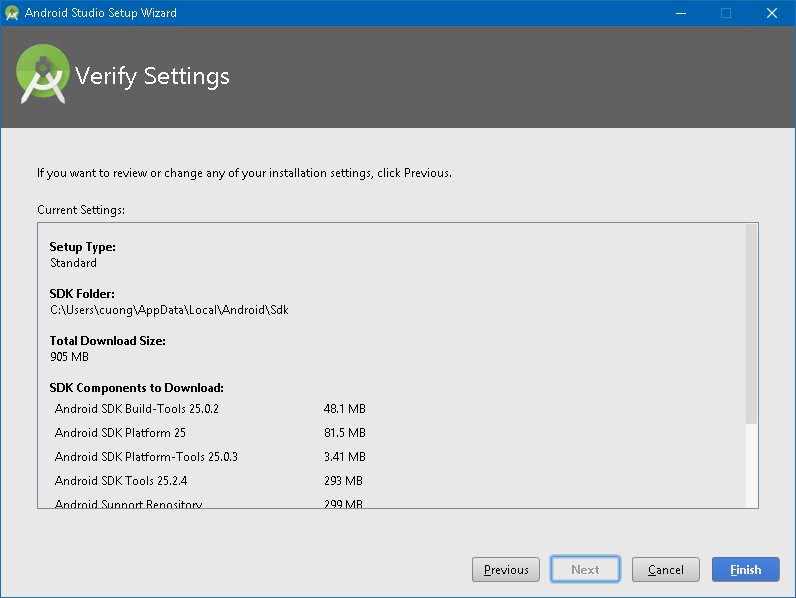 Android Studio Setup Wizard
Verify Settings
If you want to review or change any of your installation settings, click Previous.
Current Settings:
Setup Type:
Standard
SDK Folder:
C:\Users\cuong\AppData\Local\Android\Sdk
Total Download Size:
905 MB
SDK Components to Download:
Android SDK Build-Tools 25.0.2 48.1 MB
Android SDK Platform 25 81.5 MB
Android SDK Platform-Tools 25.0.3 3.41 MB
Android SDK Tools 25.2.4 293 MB
Android Support Repository 299 MB
Previous Next Cancel Finish